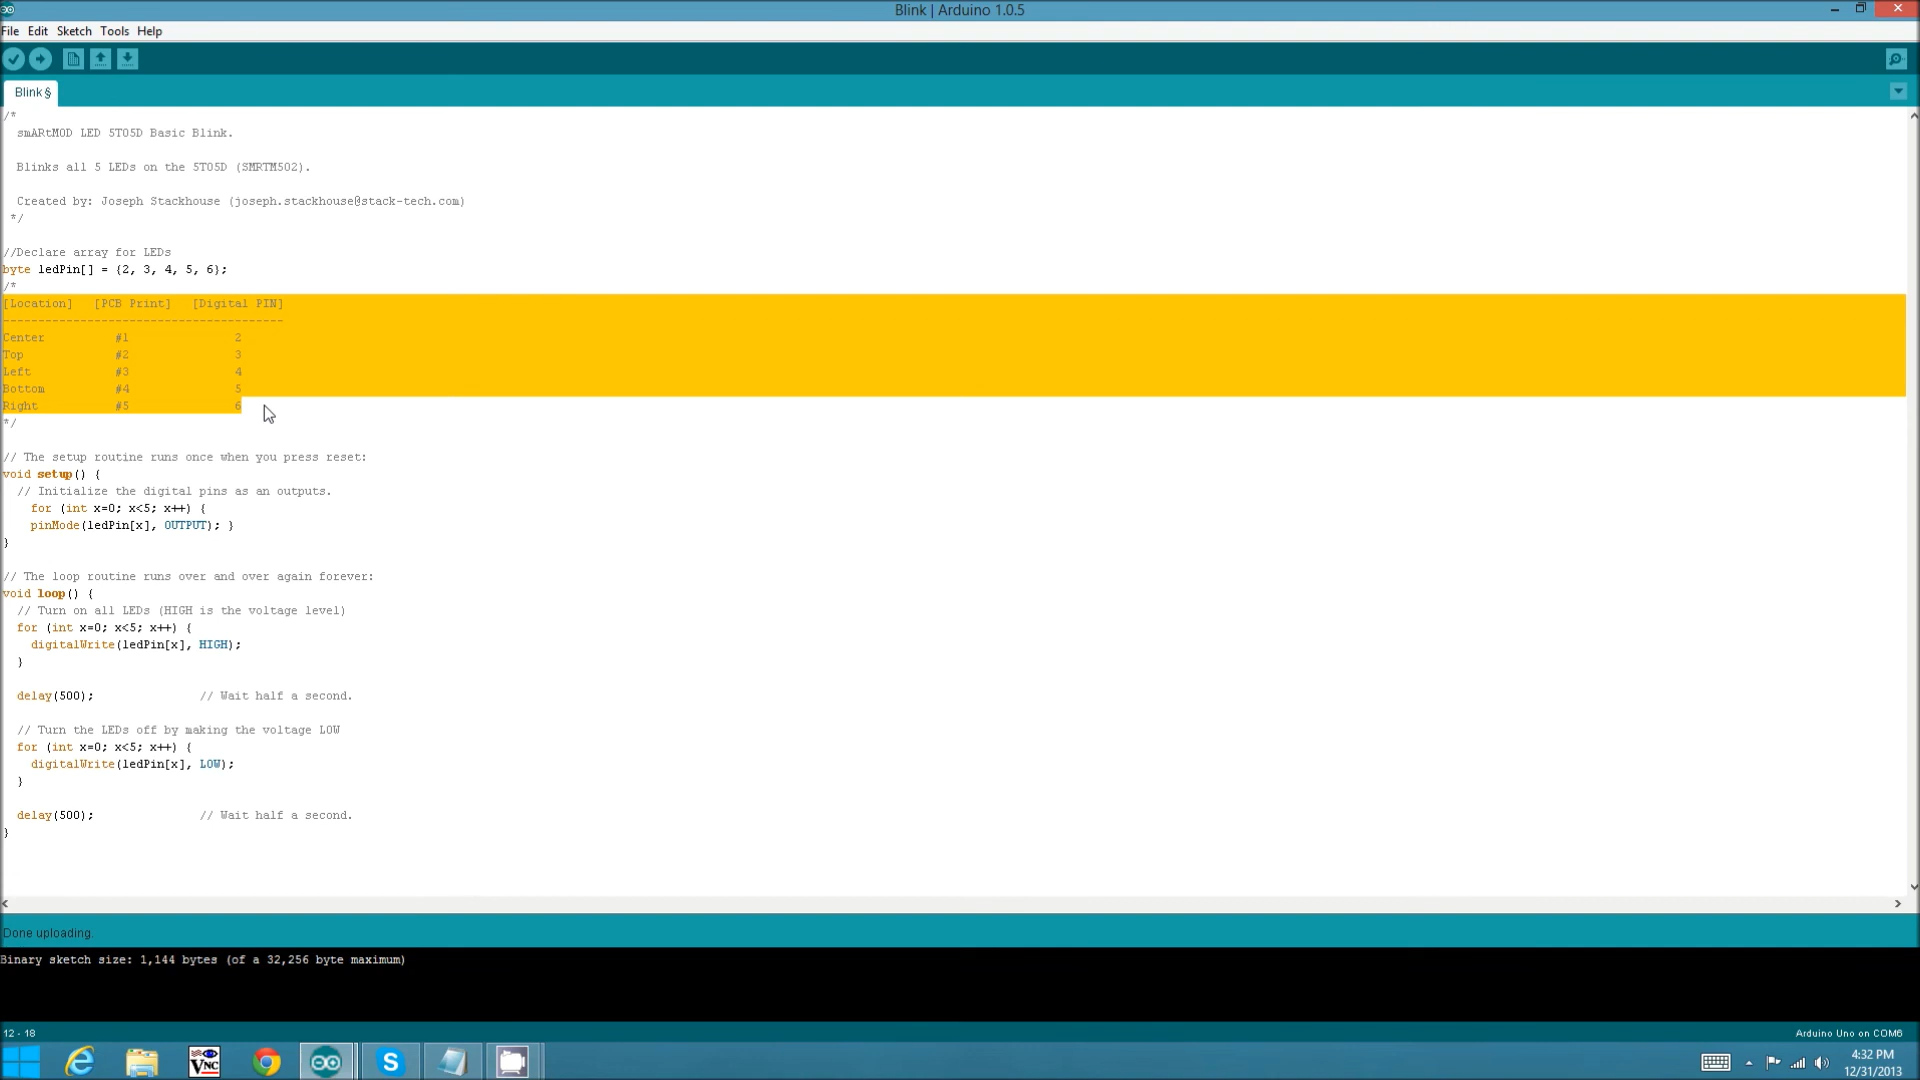 Blink | Arduino 1.0.5
File Edit Sketch Tools Help
Blink §
/*
smARtMOD LED 5T05D Basic Blink.
Blinks all 5 LEDs on the 5T05D (SMRTM502).
Created by: Joseph Stackhouse (joseph.stackhouse@stack-tech.com)
*/
//Declare array for LEDs
byte ledPin[] = {2, 3, 4, 5, 6};
/*
[Location] [PCB Print] [Digital PIN]
----------------------------------------
Center #1 2
Top #2 3
Left #3 4
Bottom #4 5
Right #5 6
*/
// The setup routine runs once when you press reset:
void setup() {
// Initialize the digital pins as an outputs.
for (int x=0; x<5; x++) {
pinMode(ledPin[x], OUTPUT); }
}
// The loop routine runs over and over again forever:
void loop() {
// Turn on all LEDs (HIGH is the voltage level)
for (int x=0; x<5; x++) {
digitalWrite(ledPin[x], HIGH);
}
delay(500); // Wait half a second.
// Turn the LEDs off by making the voltage LOW
for (int x=0; x<5; x++) {
digitalWrite(ledPin[x], LOW);
}
delay(500); // Wait half a second.
}
Done uploading.
Binary sketch size: 1,144 bytes (of a 32,256 byte maximum)
12 - 18 Arduino Uno on COM6
VNC
4:32 PM
12/31/2013